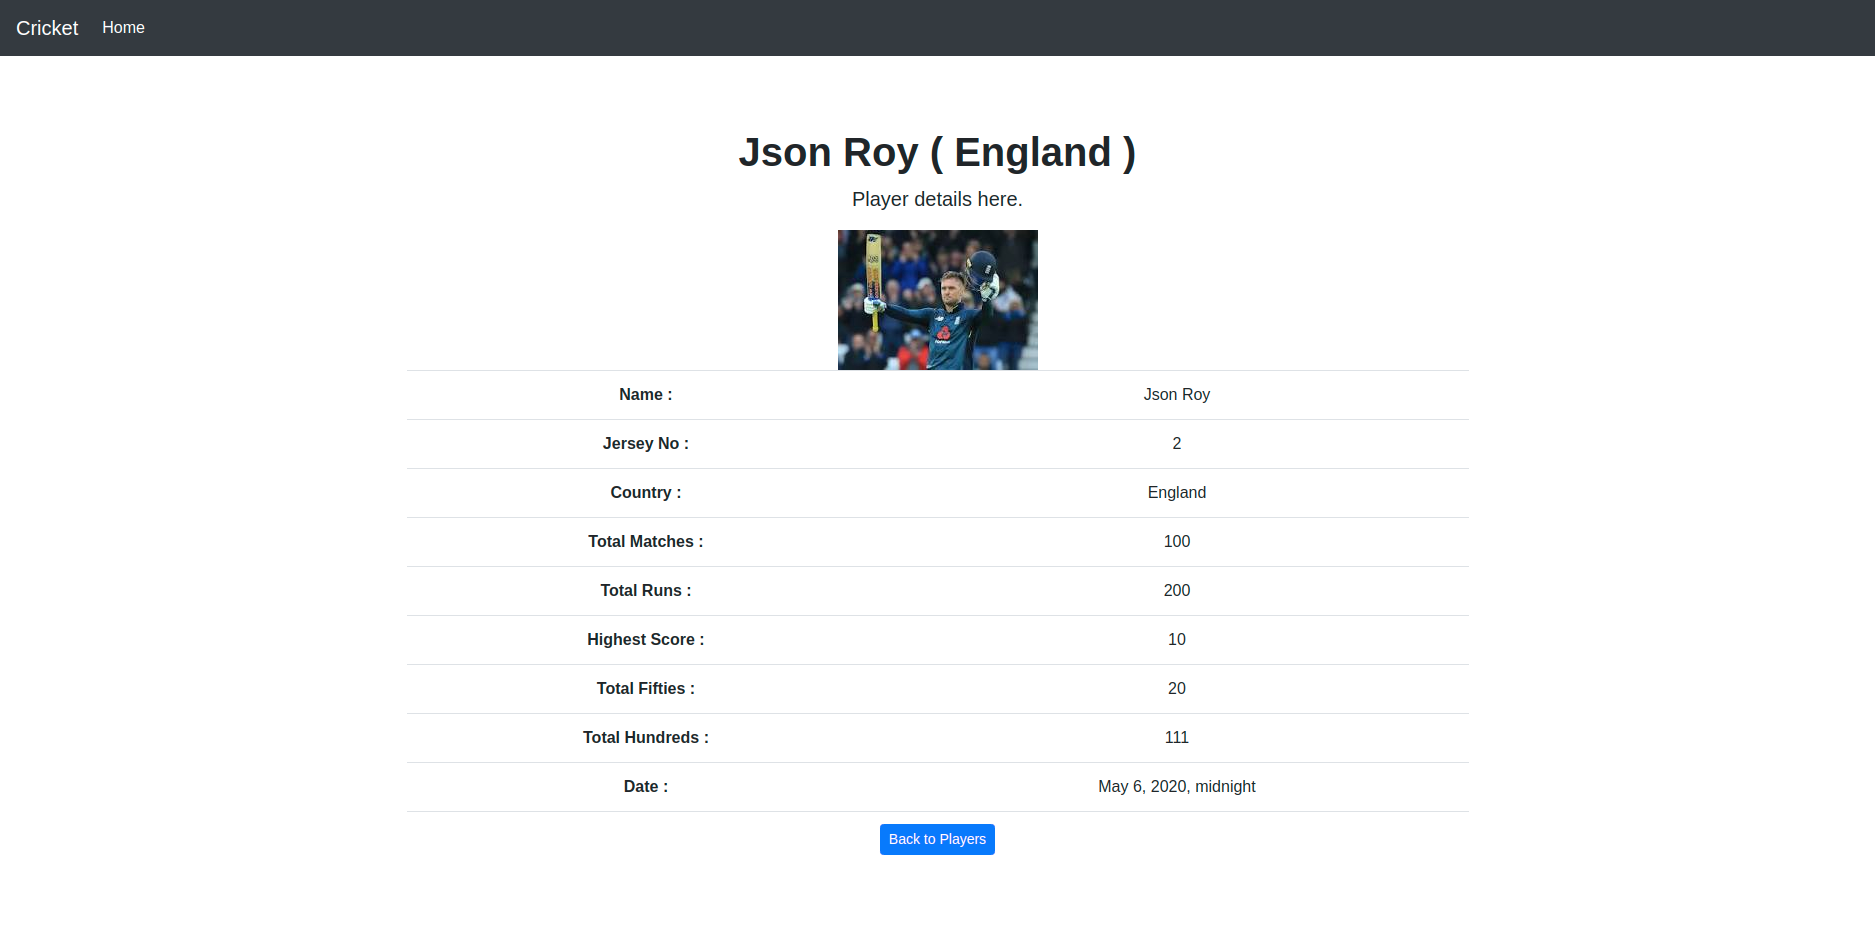 Cricket Home
Json Roy ( England )
Player details here.
Name : Json Roy
Jersey No : 2
Country : England
Total Matches : 100
Total Runs : 200
Highest Score : 10
Total Fifties : 20
Total Hundreds : 111
Date : May 6, 2020, midnight
Back to Players